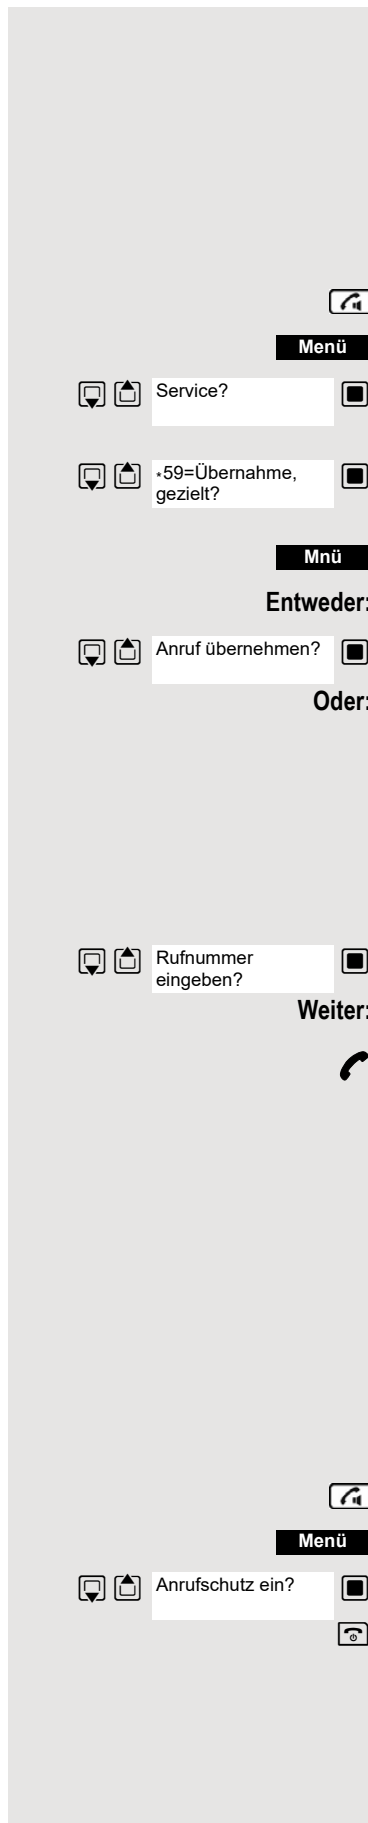 Menü
Service?
*59=Übernahme,
gezielt?
Mnü
Entweder:
Anruf übernehmen?
Oder:
Rufnummer
eingeben?
Weiter:
Menü
Anrufschutz ein?